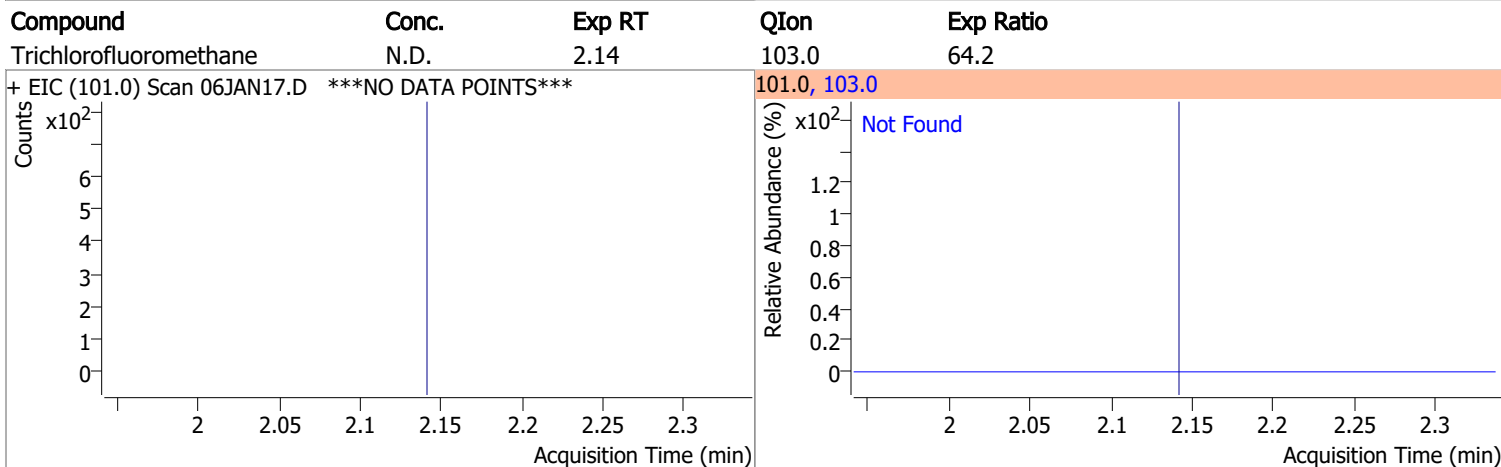 Compound Conc. Exp RT QIon Exp Ratio
Trichlorofluoromethane N.D. 2.14 103.0 64.2
+ EIC (101.0) Scan 06JAN17.D ***NO DATA POINTS***
Counts
x102
6
5
4
3
2
1
0
2 2.05 2.1 2.15 2.2 2.25 2.3
Acquisition Time (min)
101.0, 103.0
Relative Abundance (%)
x102
Not Found
1.2
1
0.8
0.6
0.4
0.2
0
2 2.05 2.1 2.15 2.2 2.25 2.3
Acquisition Time (min)